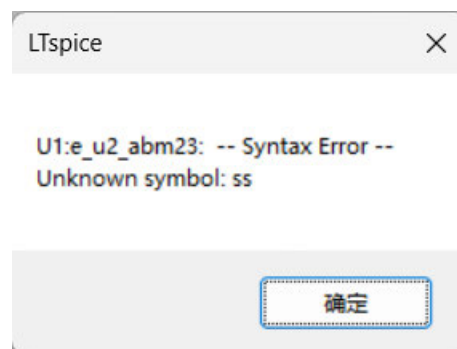 LTspice
U1:e_u2_abm23:  -- Syntax Error --
Unknown symbol: ss
确定